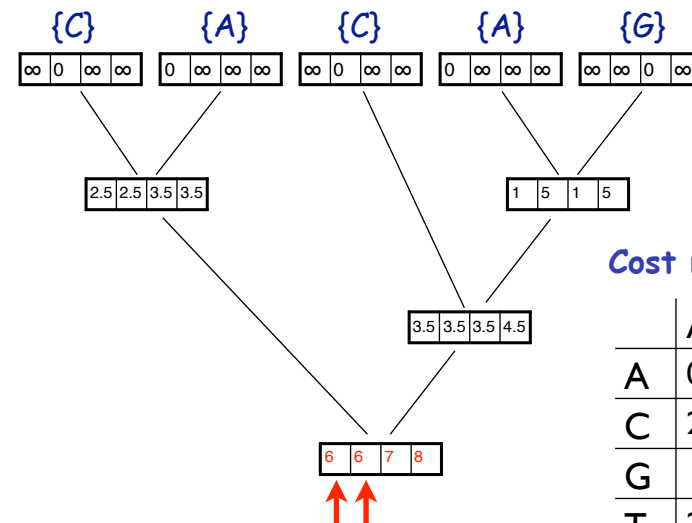 {C} {A} {C} {A} {G}
∞ 0 ∞ ∞ 0 ∞ ∞ ∞ ∞ 0 ∞ ∞ 0 ∞ ∞ ∞ ∞ ∞ 0 ∞
2.5 2.5 3.5 3.5 1 5 1 5
Cost
3.5 3.5 3.5 4.5
A
C
G
6 6 7 8